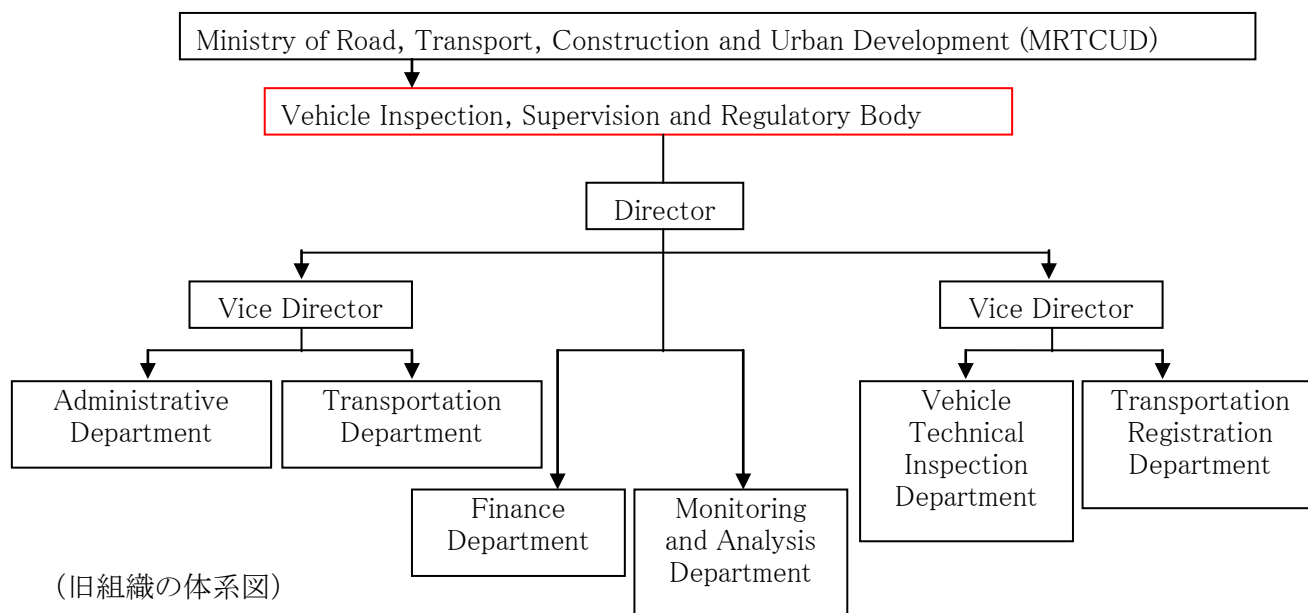 Ministry of Road, Transport, Construction and Urban Development (MRTCUD)
Vehicle Inspection, Supervision and Regulatory Body
Director
Vice Director
Vice Director
Administrative
Department
Transportation
Department
Finance
Department
Monitoring
and Analysis
Department
Vehicle
Technical
Inspection
Department
Transportation
Registration
Department
(旧組織の体系図)